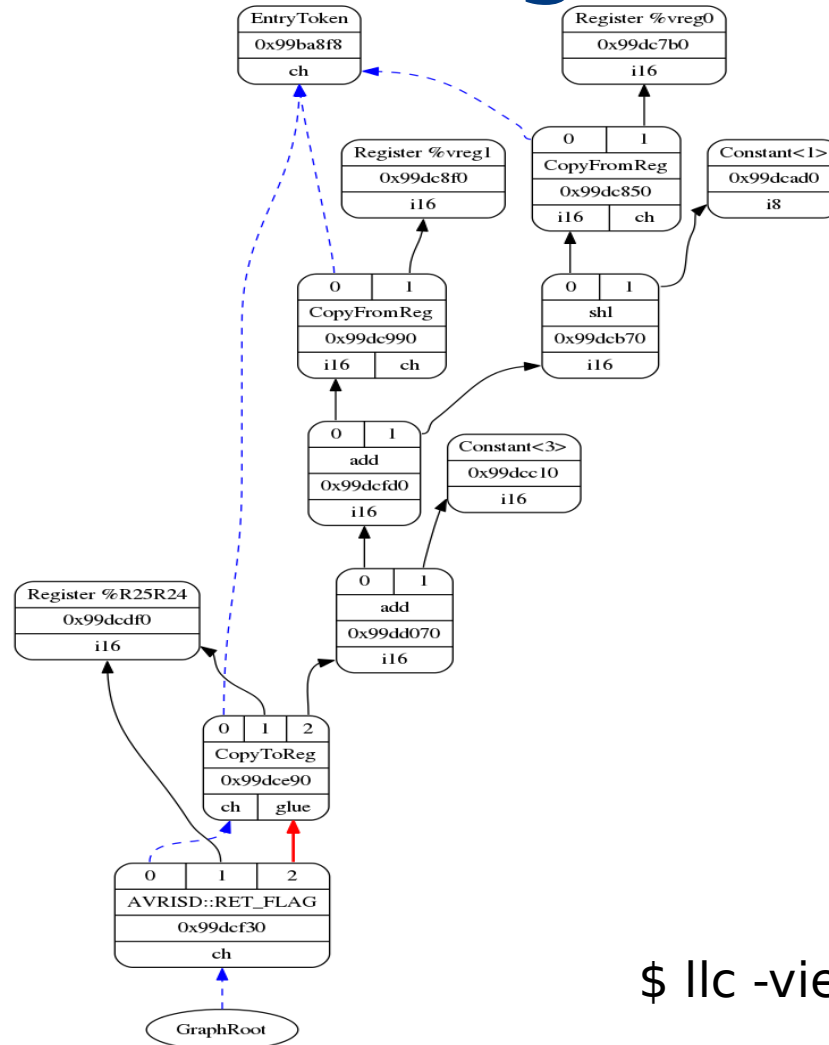 EntryToken
0x99ba8f8
ch
Register %vreg0
0x99dc7b0
i16
0 1
CopyFromReg
0x99dc850
i16 ch
Register %vreg1
0x99dc8f0
i16
Constant<1>
0x99dcad0
i8
0 1
CopyFromReg
0x99dc990
i16 ch
0 1
shl
0x99dcb70
i16
0 1
add
0x99dcfd0
i16
Constant<3>
0x99dcc10
i16
0 1
add
0x99dd070
i16
Register %R25R24
0x99dcdf0
i16
0 1 2
CopyToReg
0x99dce90
ch glue
0 1 2
AVRISD::RET_FLAG
0x99dcf30
ch
GraphRoot
$ llc -vie